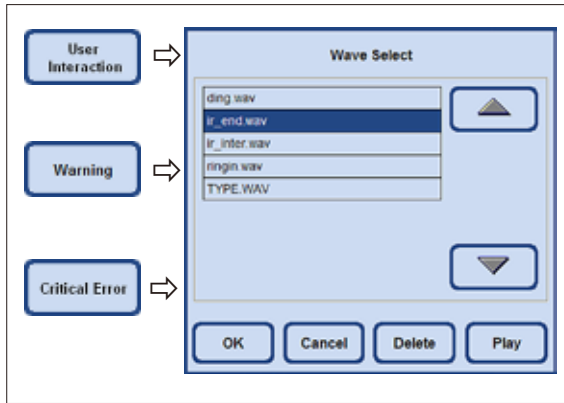 User
Interaction
Wave Select
ding.wav
ir_end.wav
ir_inter.wav
ringin.wav
TYPE.WAV
Warning
Critical Error
OK
Cancel
Delete
Play